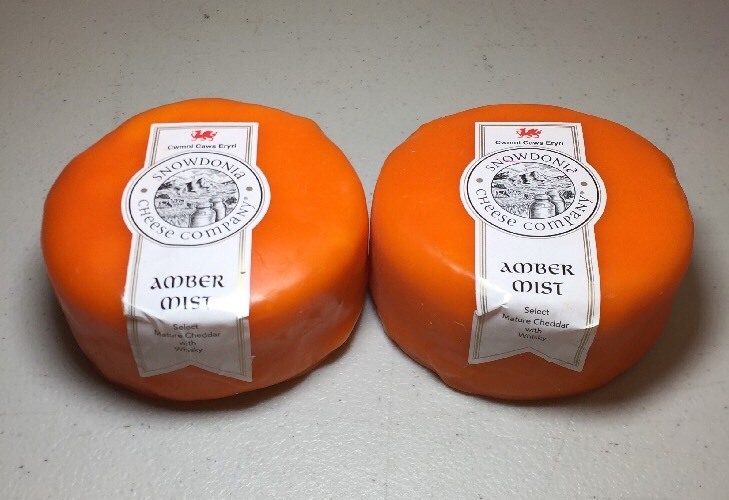 Cwmni Caws Eryri
SNOWDONIA
CHEESE COMPANY®
AMBER
MIST
Select
Mature Cheddar
with
Whisky
Cwmni Caws Eryri
SNOWDONIA
CHEESE COMPANY®
AMBER
MIST
Select
Mature Cheddar
with
Whisky